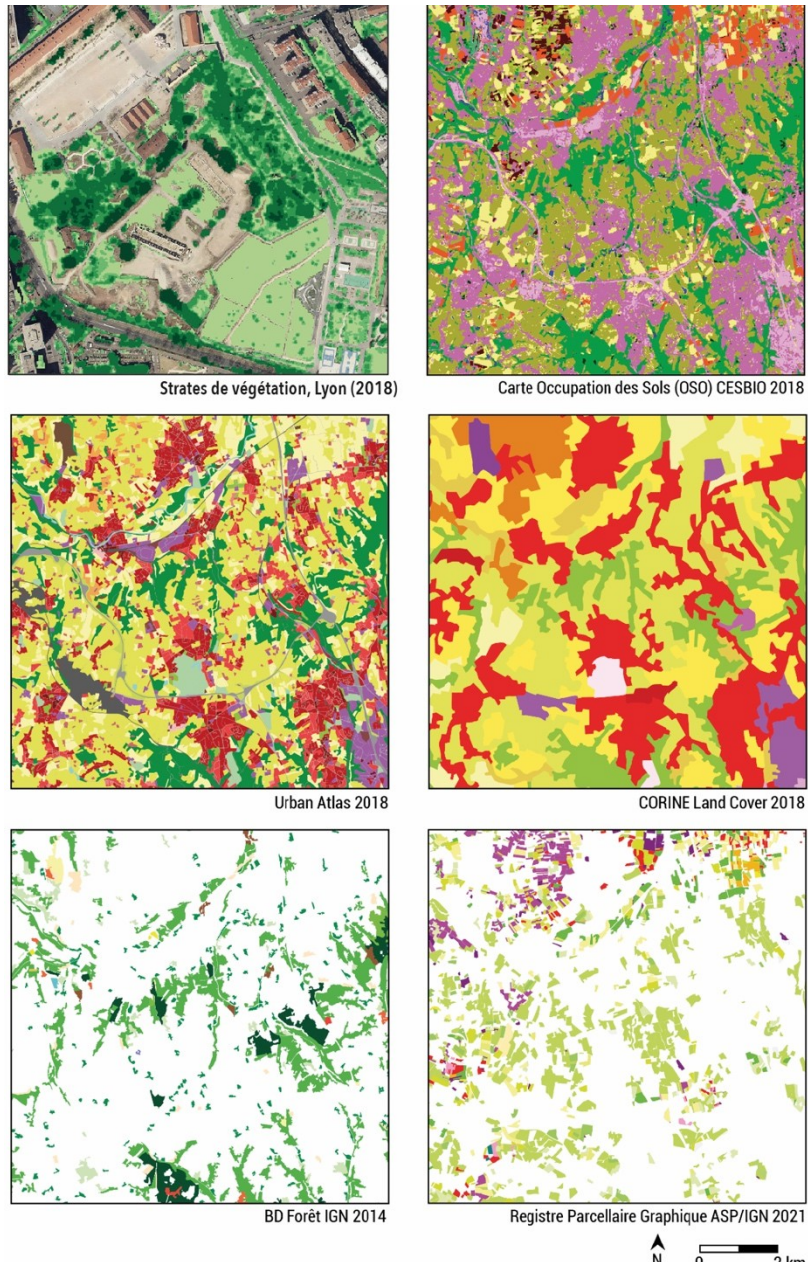 Strates de végétation, Lyon (2018)
Carte Occupation des Sols (OSO) CESBIO 2018
Urban Atlas 2018
CORINE Land Cover 2018
BD Forêt IGN 2014
Registre Parcellaire Graphique ASP/IGN 2021
N
0 2 km